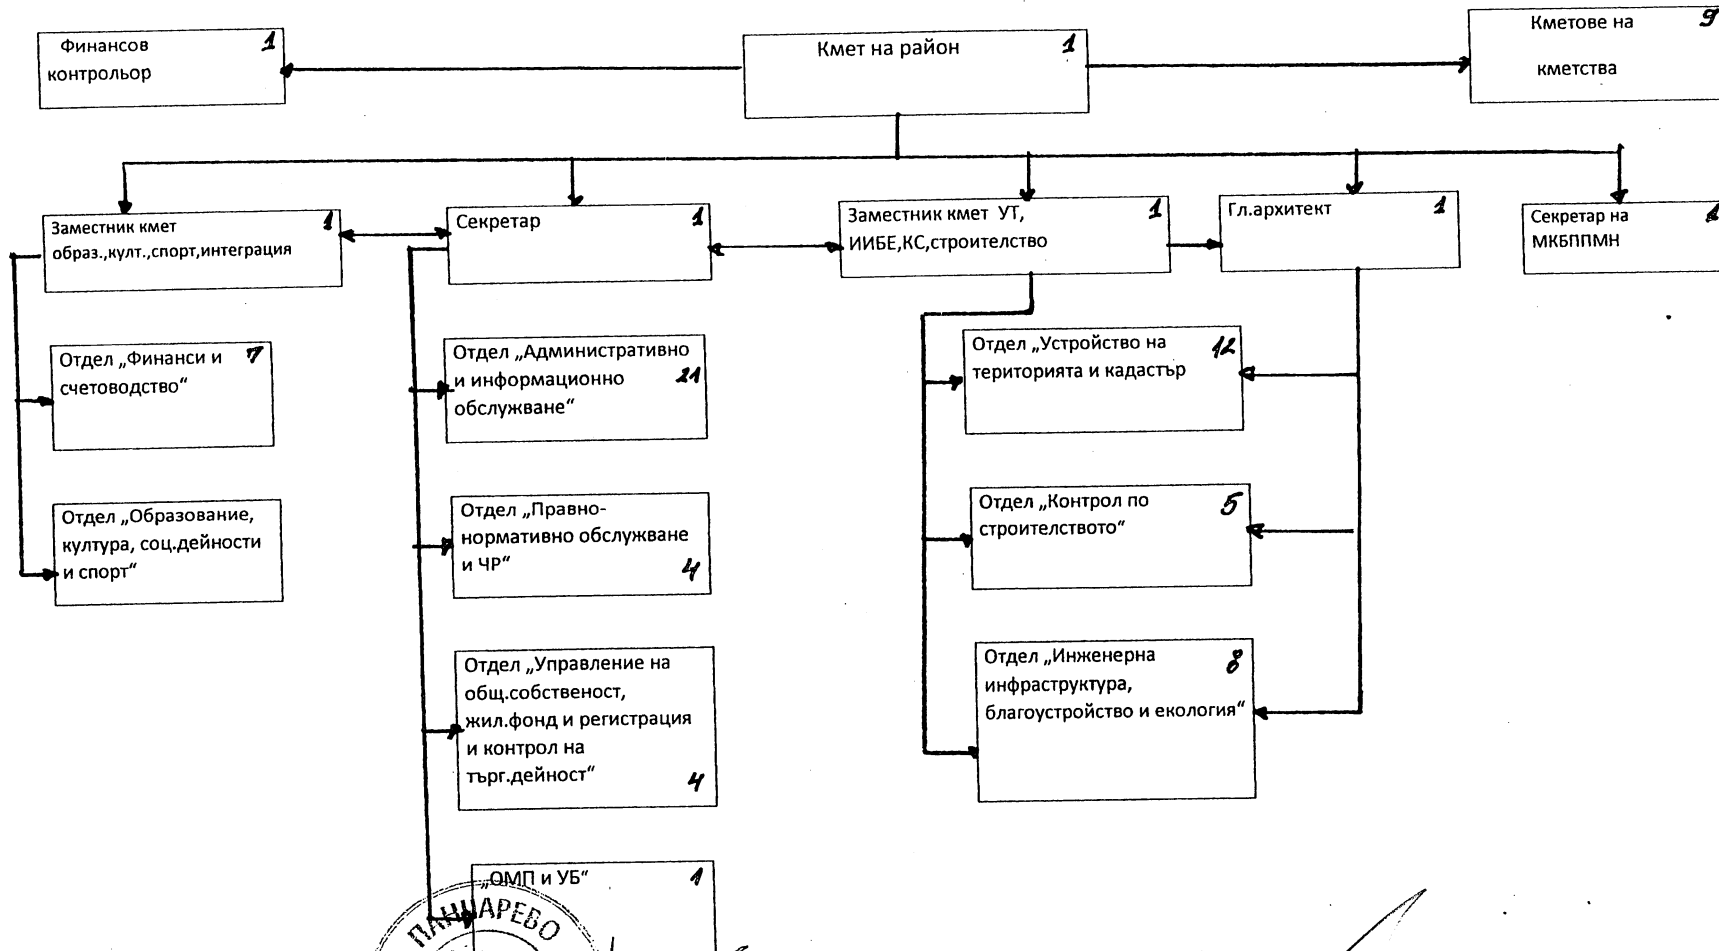 Финансов 1
контрольор
Кмет на район 1
Кметове на 9
кметства
Заместник кмет 1
образ.,култ.,спорт,интеграция
Секретар 1
Заместник кмет УТ, 1
ИИБЕ,КС,строителство
Гл.архитект 1
Секретар на 1
МКБППМН
Отдел „Финанси и 7
счетоводство“
Отдел „Административно
и информационно 21
обслужване“
Отдел „Устройство на 12
територията и кадастър
Отдел „Образование,
култура, соц.дейности
и спорт“
Отдел „Правно-
нормативно обслужване
и ЧР“ 4
Отдел „Контрол по 5
строителството“
Отдел „Управление на
общ.собственост,
жил.фонд и регистрация
и контрол на
търг.дейност“ 4
Отдел „Инженерна 8
инфраструктура,
благоустройство и екология“
„ОМП и УБ“ 1
ПАНЧАРЕВО